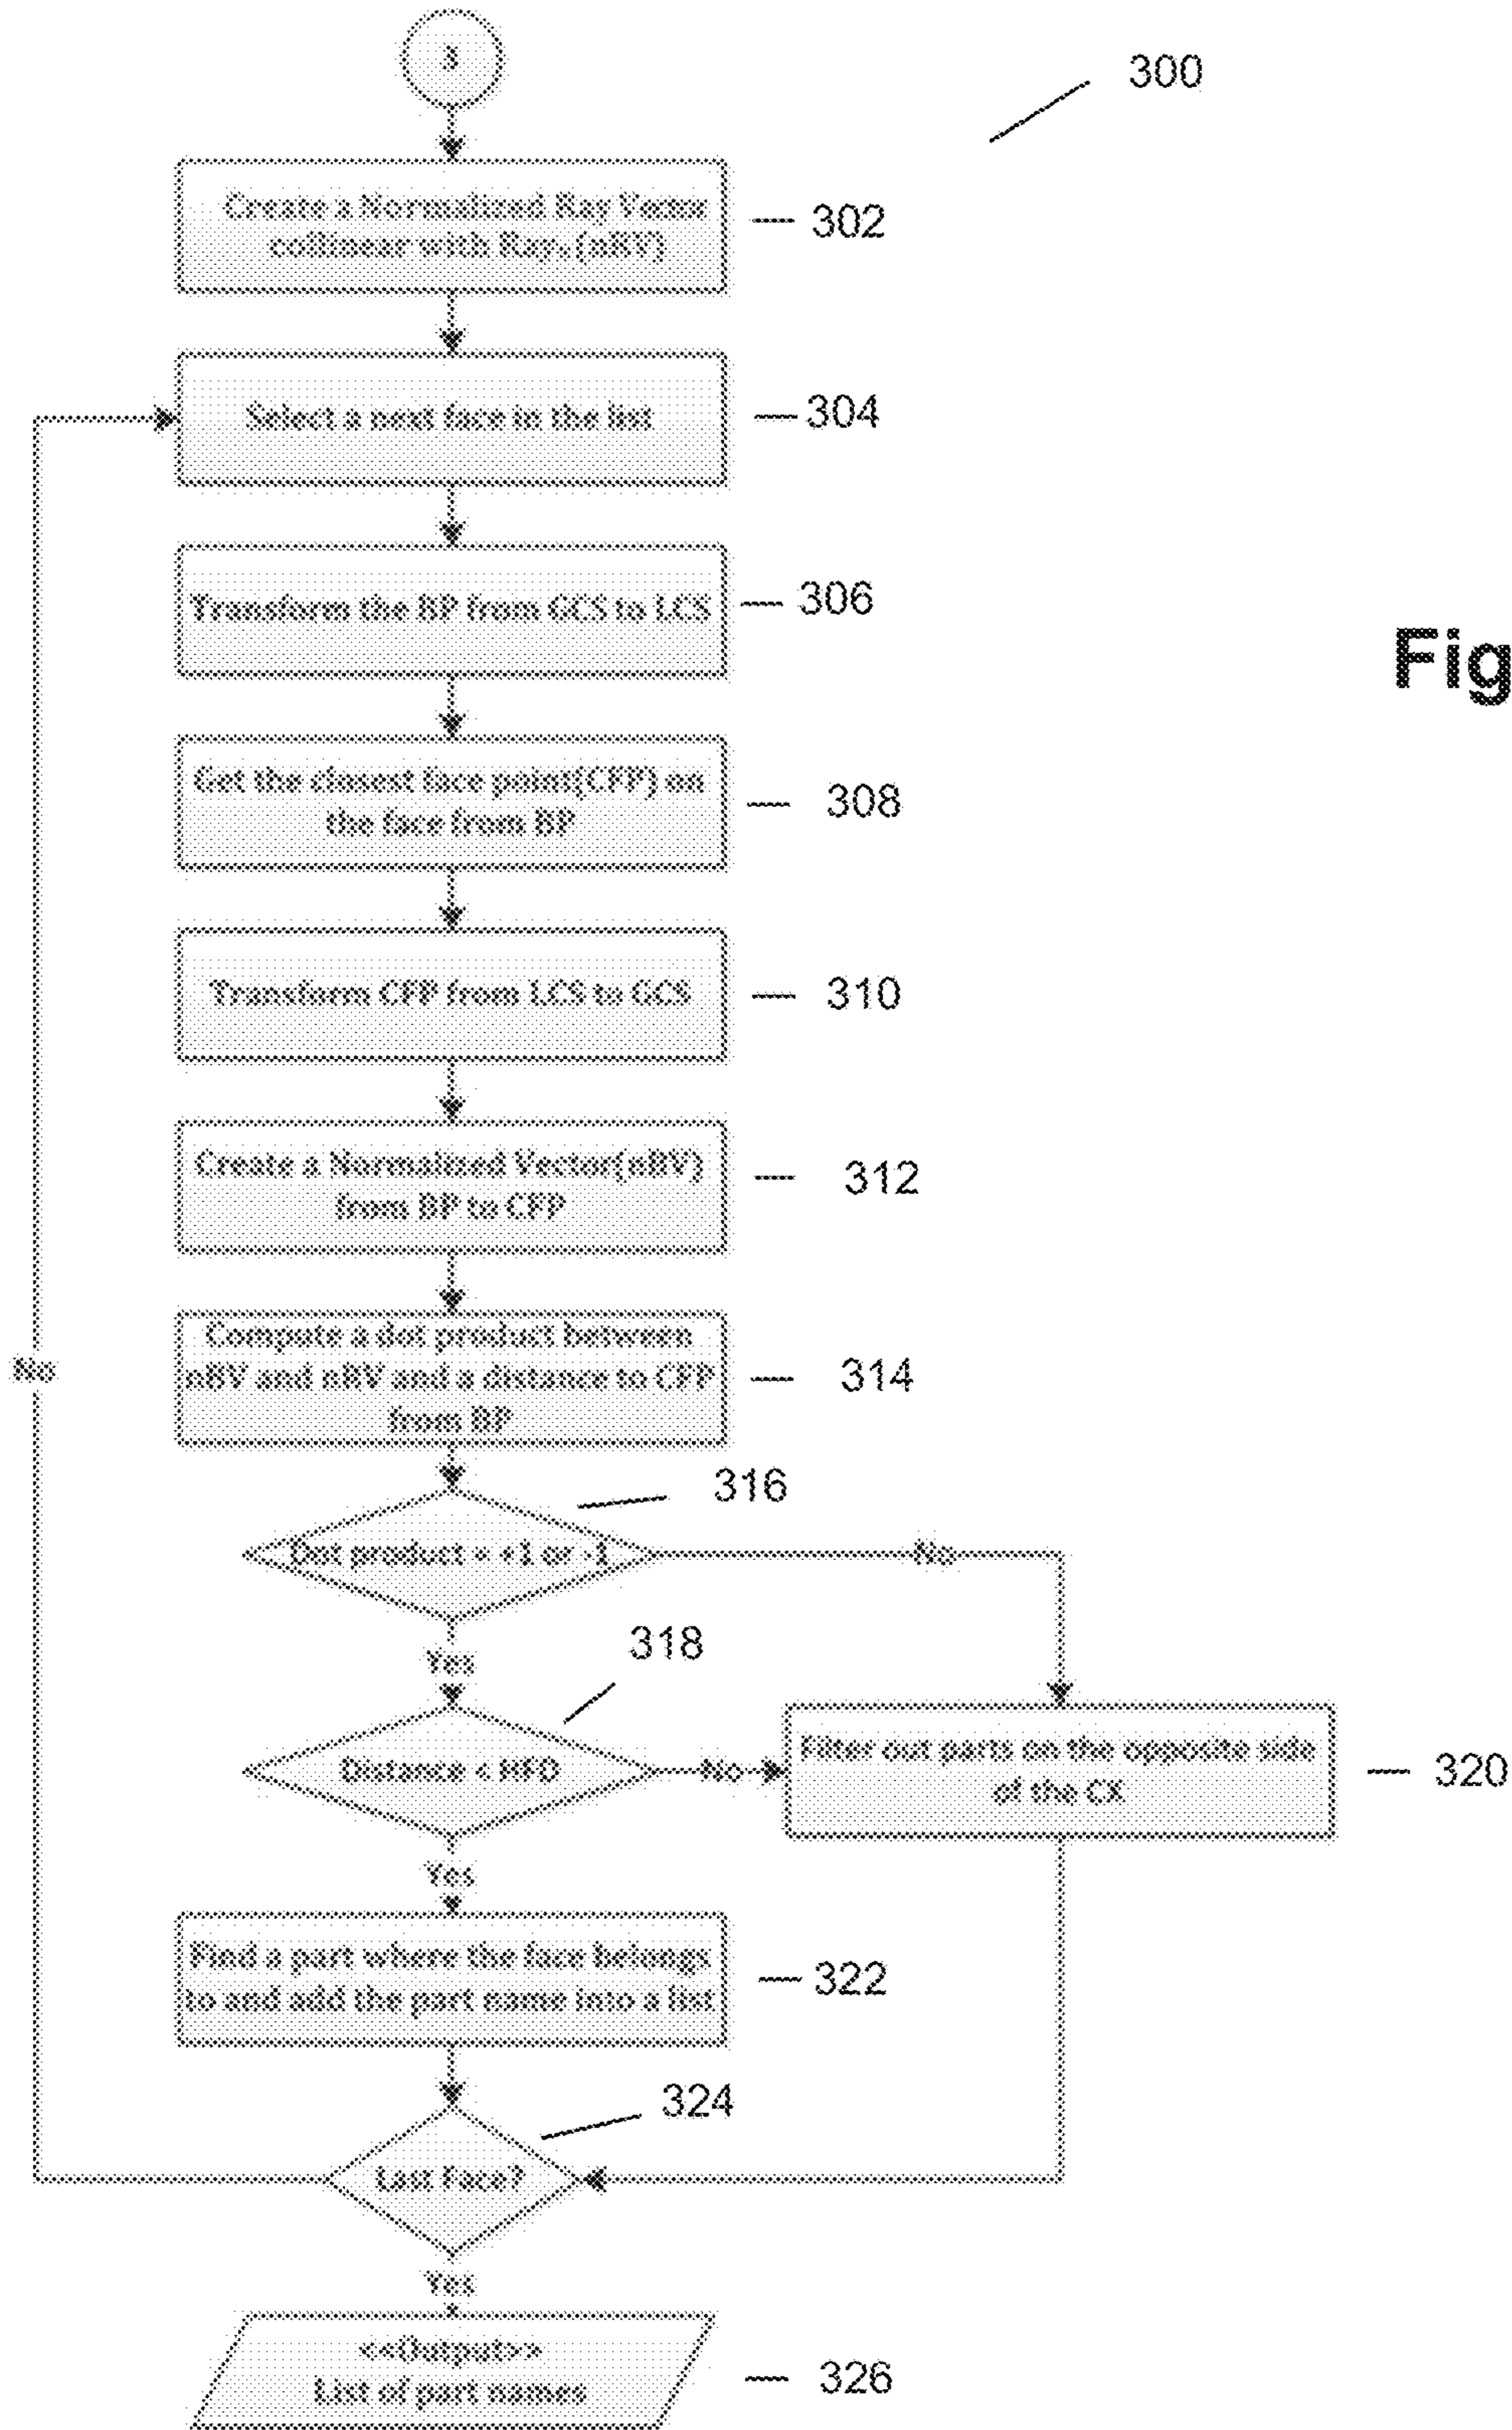 3
300
Create a Normalized Ray Vector
collinear with Rayₙ(nRV)
302
Select a next face in the list
304
Transform the BP from GCS to LCS
306
Fig
Get the closest face point(CFP) on
the face from BP
308
Transform CFP from LCS to GCS
310
Create a Normalized Vector(nBV)
from BP to CFP
312
Compute a dot product between
nBV and nRV and a distance to CFP
from BP
314
No
316
Dot product = +1 or -1
No
Yes
318
Distance < HFD
No
Filter out parts on the opposite side
of the CX
320
Yes
Find a part where the face belongs
to and add the part name into a list
322
324
Last Face?
Yes
<<Output>>
List of part names
326